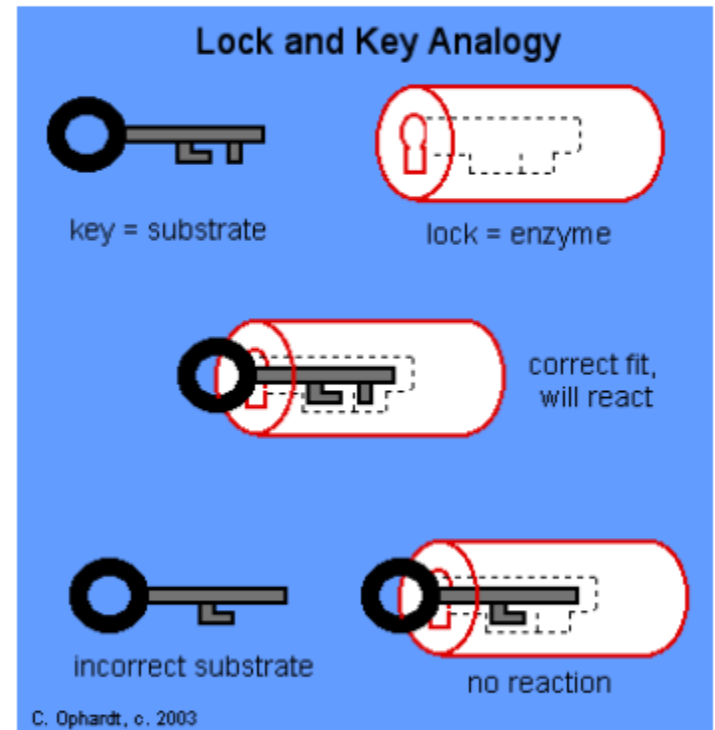 Lock and Key Analogy
key = substrate
lock = enzyme
correct fit,
will react
incorrect substrate
no reaction
C. Ophardt, c. 2003